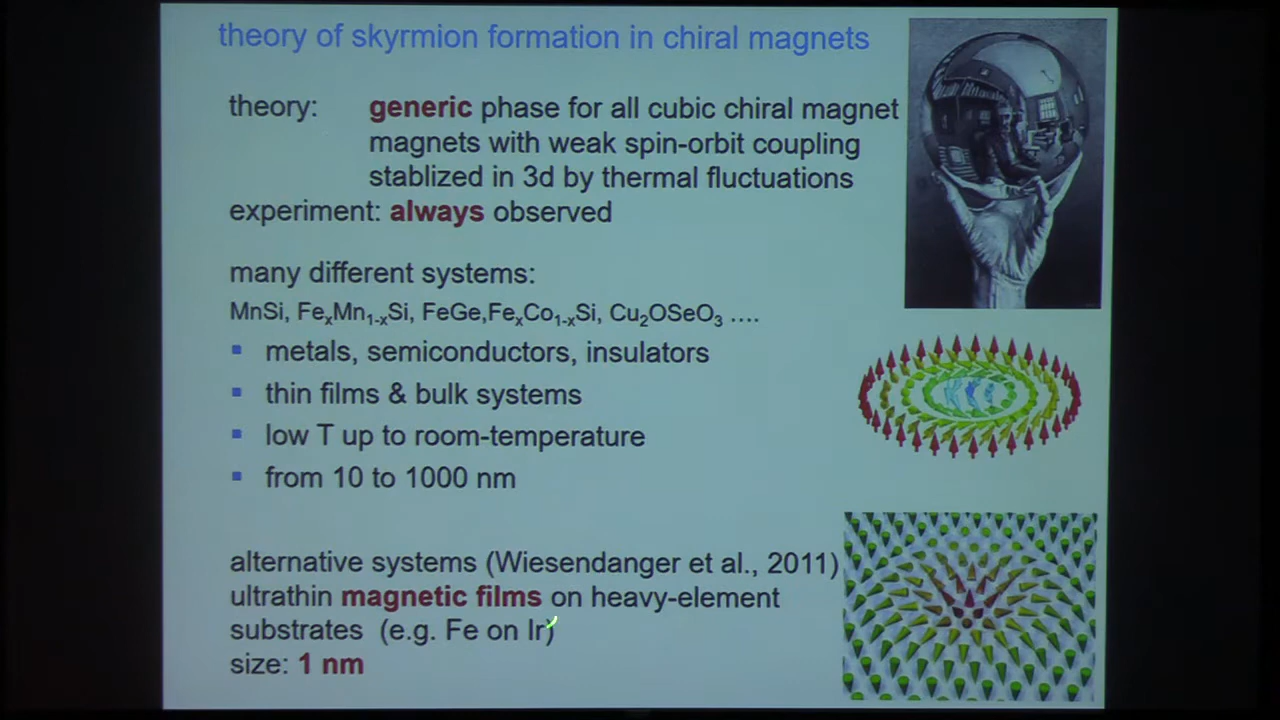 theory of skyrmion formation in chiral magnets
theory: generic phase for all cubic chiral magnet
magnets with weak spin-orbit coupling
stablized in 3d by thermal fluctuations
experiment: always observed
many different systems:
MnSi, FeₓMn₁₋ₓSi, FeGe,FeₓCo₁₋ₓSi, Cu₂OSeO₃ ....
▪ metals, semiconductors, insulators
▪ thin films & bulk systems
▪ low T up to room-temperature
▪ from 10 to 1000 nm
alternative systems (Wiesendanger et al., 2011)
ultrathin magnetic films on heavy-element
substrates (e.g. Fe on Ir)
size: 1 nm